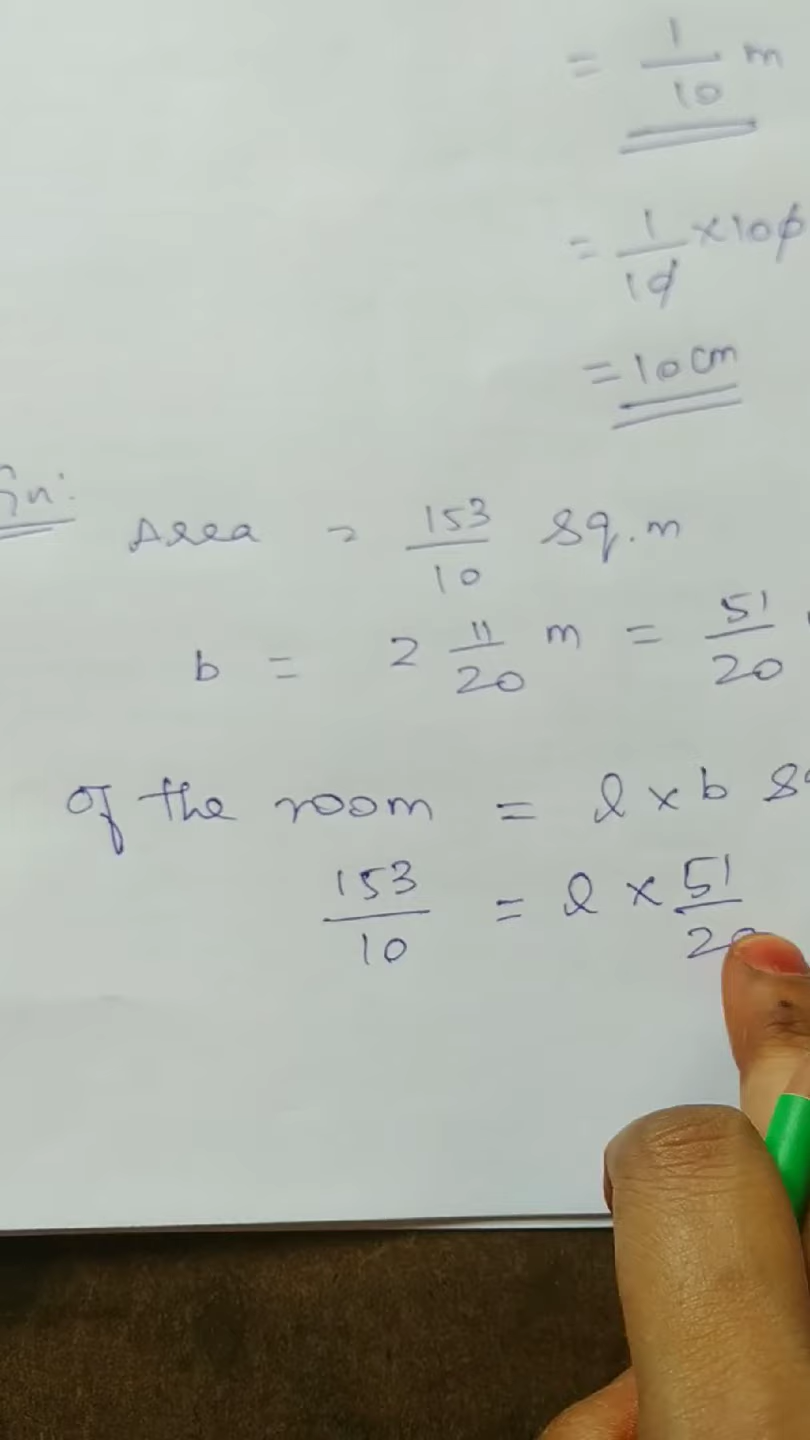 = 1/10 m
= 1/10 × 100
= 10 cm
Area = 153/10 sq.m
b = 2 11/20 m = 51/20
of the room = l × b
153/10 = l × 51/20